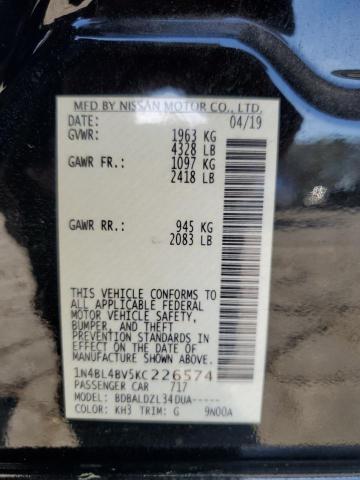 MFD BY NISSAN MOTOR CO., LTD.
DATE: 04/19
GVWR: 1963 KG
4328 LB
GAWR FR.: 1097 KG
2418 LB
GAWR RR.: 945 KG
2083 LB
THIS VEHICLE CONFORMS TO
ALL APPLICABLE FEDERAL
MOTOR VEHICLE SAFETY,
BUMPER, AND THEFT
PREVENTION STANDARDS IN
EFFECT ON THE DATE OF
MANUFACTURE SHOWN ABOVE.
1N4BL4BV5KC226574
PASSENGER CAR 717
MODEL: BDBALDZL34DUA-----
COLOR: KH3 TRIM: G 9N00A